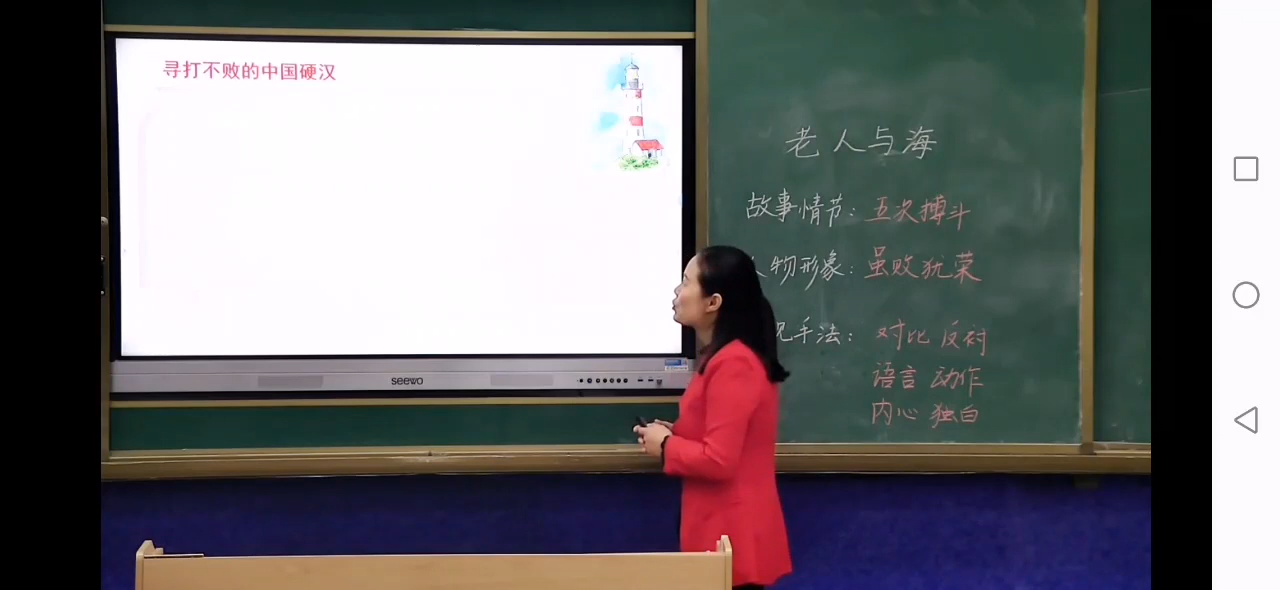 寻打不败的中国硬汉
seewo
老人与海
故事情节：五次搏斗
人物形象：虽败犹荣
现手法：对比 反衬
语言 动作
内心 独白